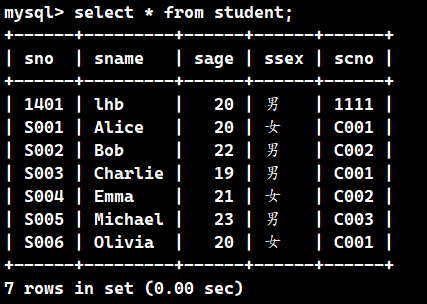 mysql> select * from student;
+------+---------+------+------+------+
| sno  | sname   | sage | ssex | scno |
+------+---------+------+------+------+
| 1401 | lhb     |   20 | 男   | 1111 |
| S001 | Alice   |   20 | 女   | C001 |
| S002 | Bob     |   22 | 男   | C002 |
| S003 | Charlie |   19 | 男   | C001 |
| S004 | Emma    |   21 | 女   | C002 |
| S005 | Michael |   23 | 男   | C003 |
| S006 | Olivia  |   20 | 女   | C001 |
+------+---------+------+------+------+
7 rows in set (0.00 sec)